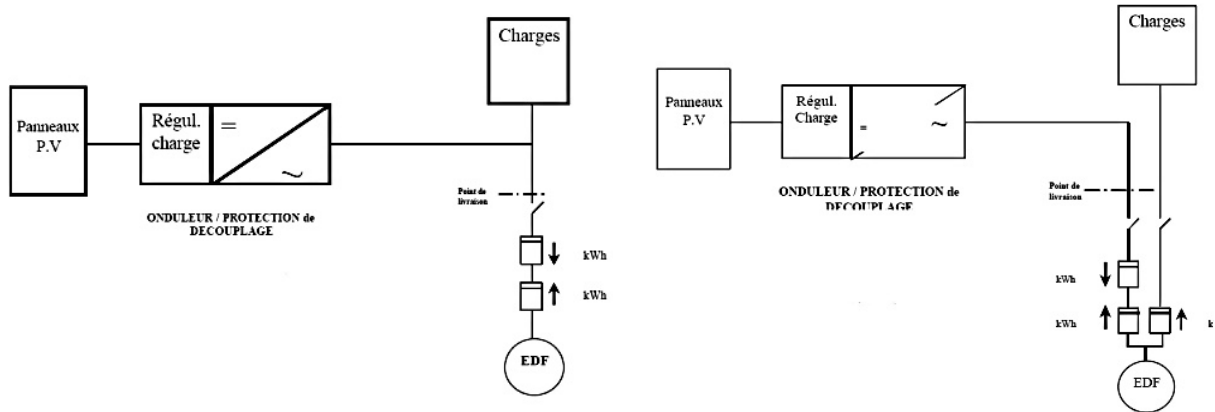 Charges
Panneaux
P.V
Régul.
charge
=
~
ONDULEUR / PROTECTION de
DECOUPLAGE
Point de
livraison
kWh
kWh
EDF
Charges
Panneaux
P.V
Régul.
Charge
=
~
ONDULEUR / PROTECTION de
DECOUPLAGE
Point de
livraison
kWh
kWh
k
EDF